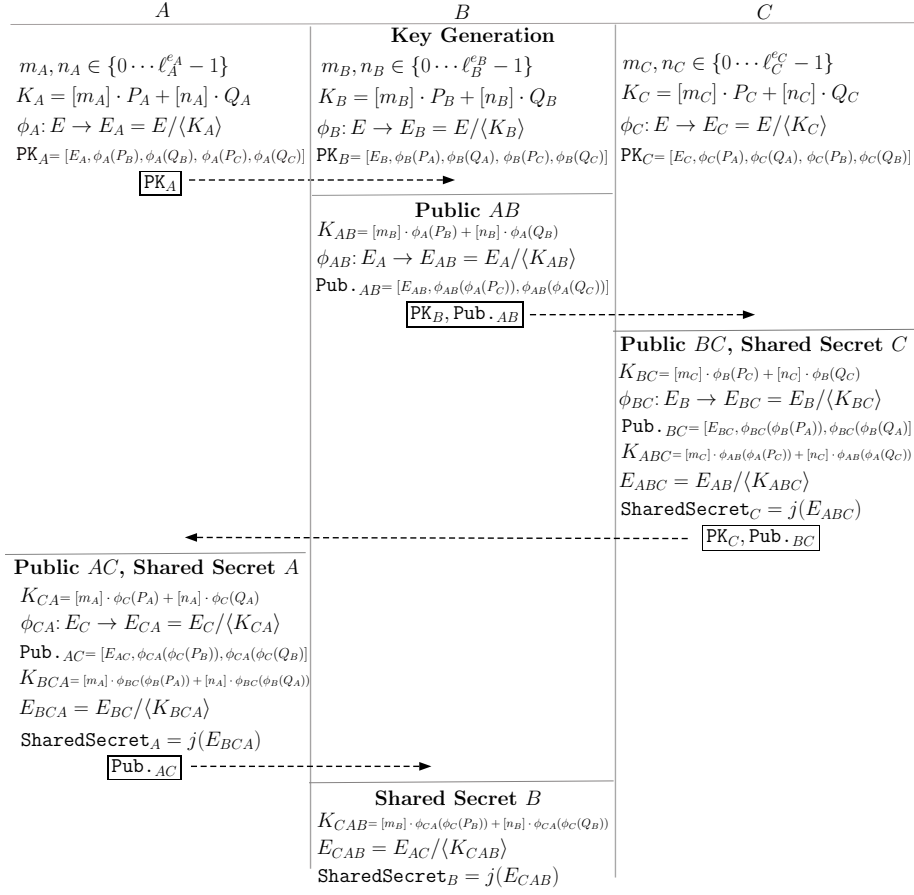 A B C
Key Generation
m_A, n_A ∈ {0 ⋯ ℓ_A^{e_A} − 1}
K_A = [m_A] · P_A + [n_A] · Q_A
ϕ_A: E → E_A = E/⟨K_A⟩
PK_A = [E_A, ϕ_A(P_B), ϕ_A(Q_B), ϕ_A(P_C), ϕ_A(Q_C)]
PK_A
m_B, n_B ∈ {0 ⋯ ℓ_B^{e_B} − 1}
K_B = [m_B] · P_B + [n_B] · Q_B
ϕ_B: E → E_B = E/⟨K_B⟩
PK_B = [E_B, ϕ_B(P_A), ϕ_B(Q_A), ϕ_B(P_C), ϕ_B(Q_C)]
m_C, n_C ∈ {0 ⋯ ℓ_C^{e_C} − 1}
K_C = [m_C] · P_C + [n_C] · Q_C
ϕ_C: E → E_C = E/⟨K_C⟩
PK_C = [E_C, ϕ_C(P_A), ϕ_C(Q_A), ϕ_C(P_B), ϕ_C(Q_B)]
Public AB
K_AB = [m_B] · ϕ_A(P_B) + [n_B] · ϕ_A(Q_B)
ϕ_AB: E_A → E_AB = E_A/⟨K_AB⟩
Pub._AB = [E_AB, ϕ_AB(ϕ_A(P_C)), ϕ_AB(ϕ_A(Q_C))]
PK_B, Pub._AB
Public BC, Shared Secret C
K_BC = [m_C] · ϕ_B(P_C) + [n_C] · ϕ_B(Q_C)
ϕ_BC: E_B → E_BC = E_B/⟨K_BC⟩
Pub._BC = [E_BC, ϕ_BC(ϕ_B(P_A)), ϕ_BC(ϕ_B(Q_A)]
K_ABC = [m_C] · ϕ_AB(ϕ_A(P_C)) + [n_C] · ϕ_AB(ϕ_A(Q_C))
E_ABC = E_AB/⟨K_ABC⟩
SharedSecret_C = j(E_ABC)
PK_C, Pub._BC
Public AC, Shared Secret A
K_CA = [m_A] · ϕ_C(P_A) + [n_A] · ϕ_C(Q_A)
ϕ_CA: E_C → E_CA = E_C/⟨K_CA⟩
Pub._AC = [E_AC, ϕ_CA(ϕ_C(P_B)), ϕ_CA(ϕ_C(Q_B)]
K_BCA = [m_A] · ϕ_BC(ϕ_B(P_A)) + [n_A] · ϕ_BC(ϕ_B(Q_A))
E_BCA = E_BC/⟨K_BCA⟩
SharedSecret_A = j(E_BCA)
Pub._AC
Shared Secret B
K_CAB = [m_B] · ϕ_CA(ϕ_C(P_B)) + [n_B] · ϕ_CA(ϕ_C(Q_B))
E_CAB = E_AC/⟨K_CAB⟩
SharedSecret_B = j(E_CAB)